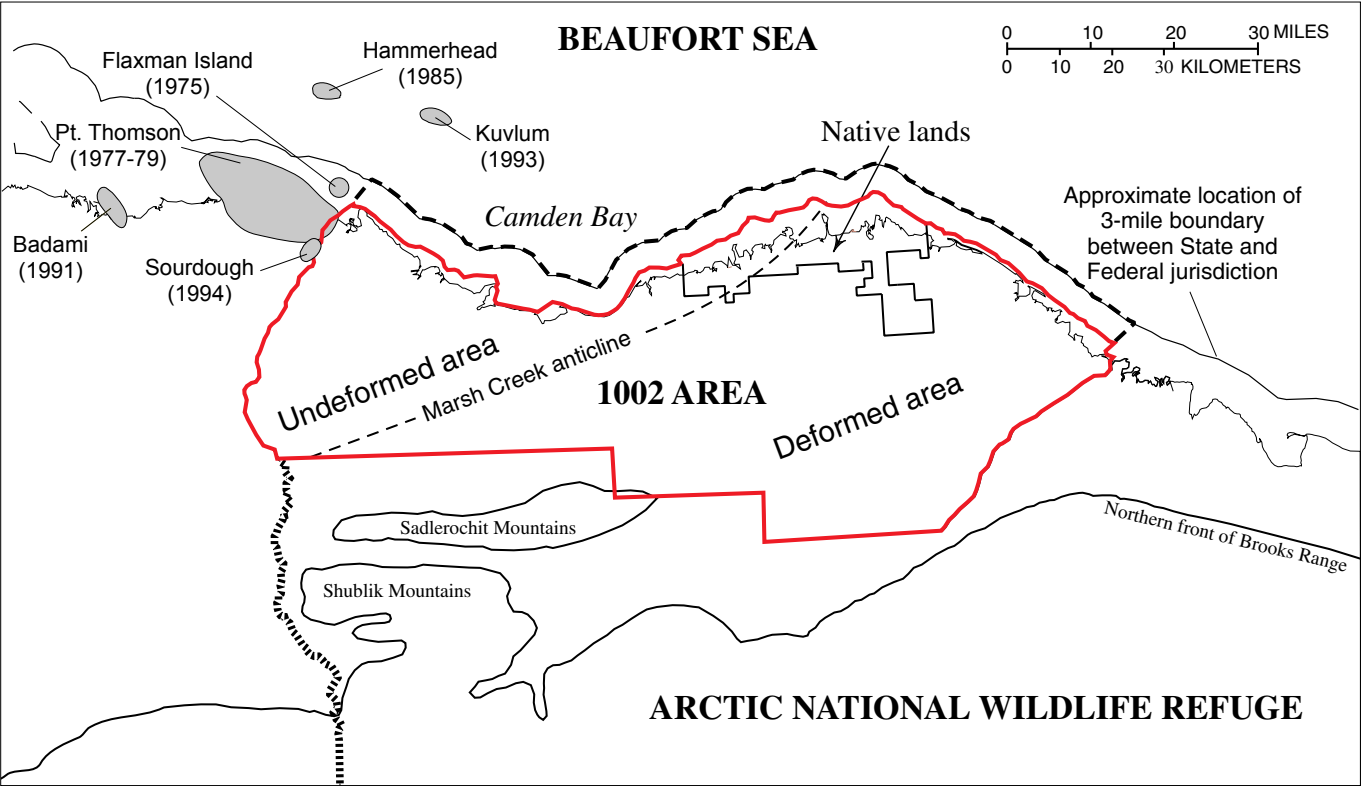 BEAUFORT SEA
0 10 20 30 MILES
0 10 20 30 KILOMETERS
Hammerhead
(1985)
Flaxman Island
(1975)
Pt. Thomson
(1977-79)
Kuvlum
(1993)
Native lands
Camden Bay
Approximate location of
3-mile boundary
between State and
Federal jurisdiction
Badami
(1991)
Sourdough
(1994)
Undeformed area
Marsh Creek anticline
1002 AREA
Deformed area
Sadlerochit Mountains
Northern front of Brooks Range
Shublik Mountains
ARCTIC NATIONAL WILDLIFE REFUGE